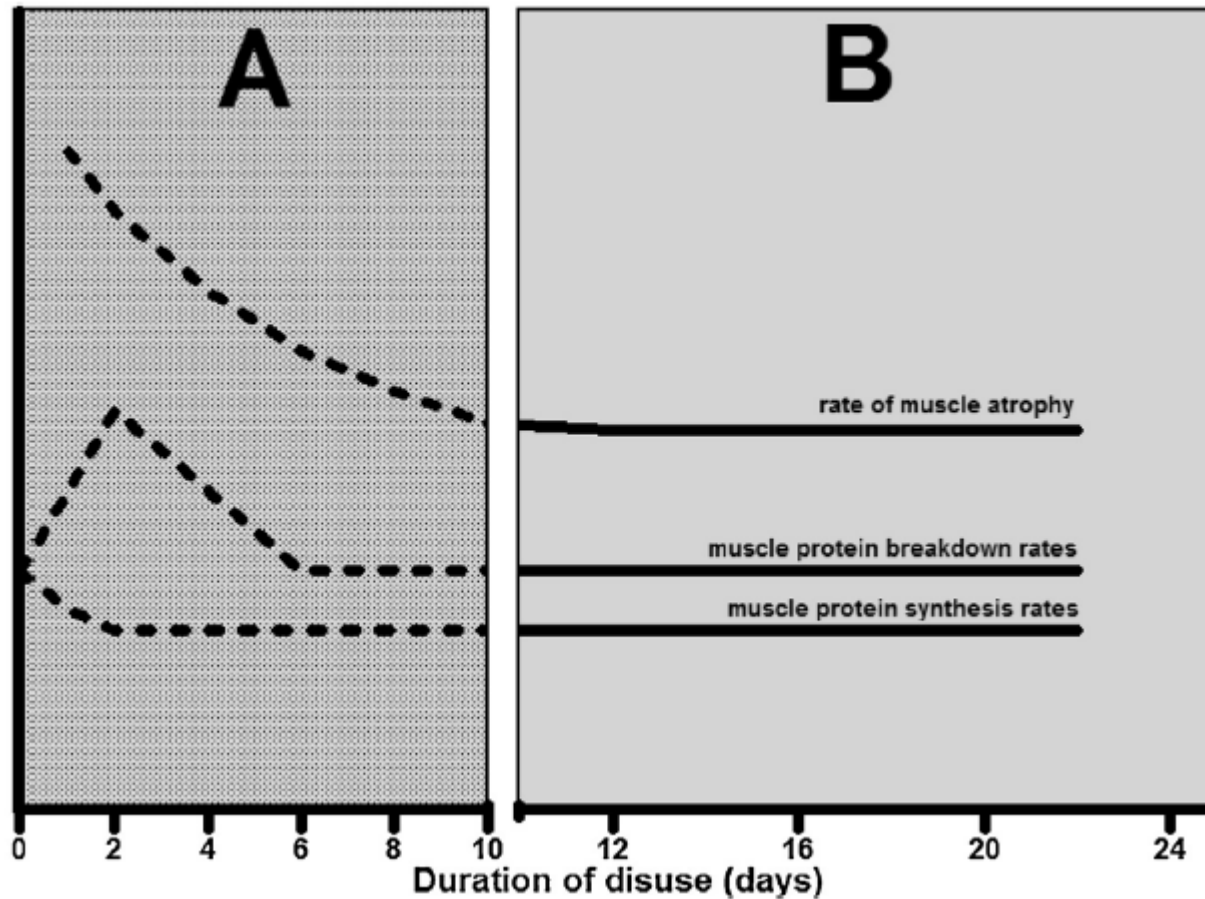 A
B
rate of muscle atrophy
muscle protein breakdown rates
muscle protein synthesis rates
0 2 4 6 8 10 12 16 20 24
Duration of disuse (days)